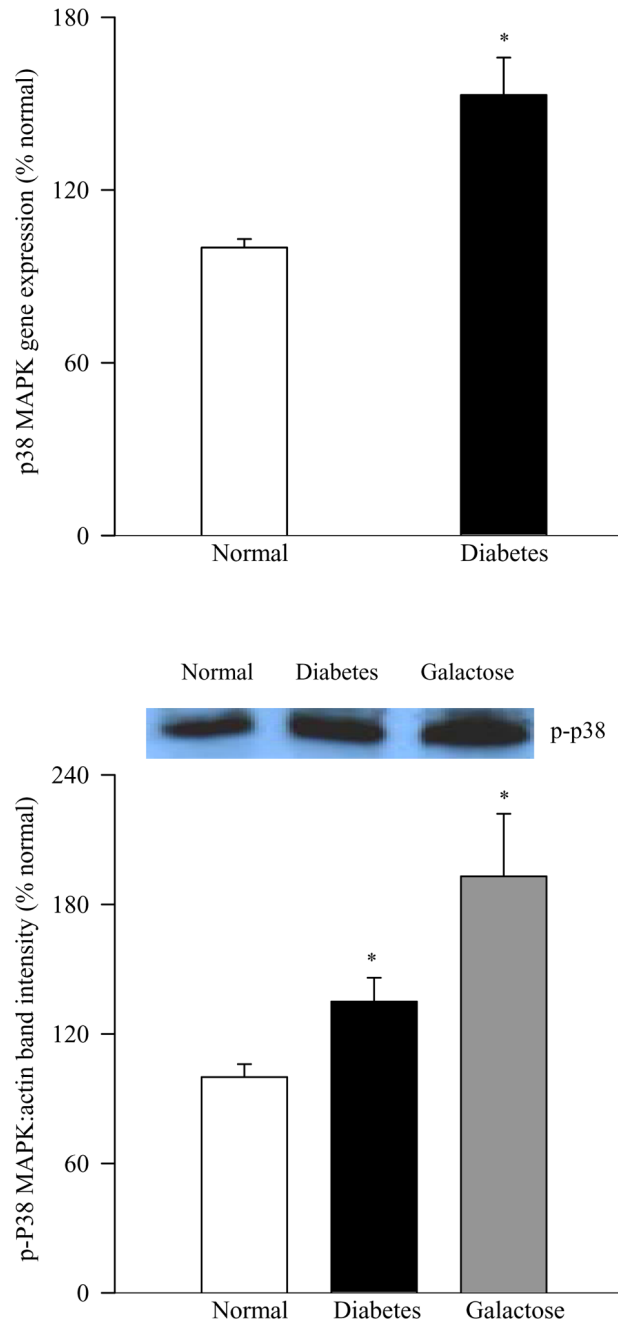 180
120
60
0
p38 MAPK gene expression (% normal)
*
Normal Diabetes
Normal Diabetes Galactose
p-p38
240
180
120
60
0
p-P38 MAPK:actin band intensity (% normal)
*
*
Normal Diabetes Galactose